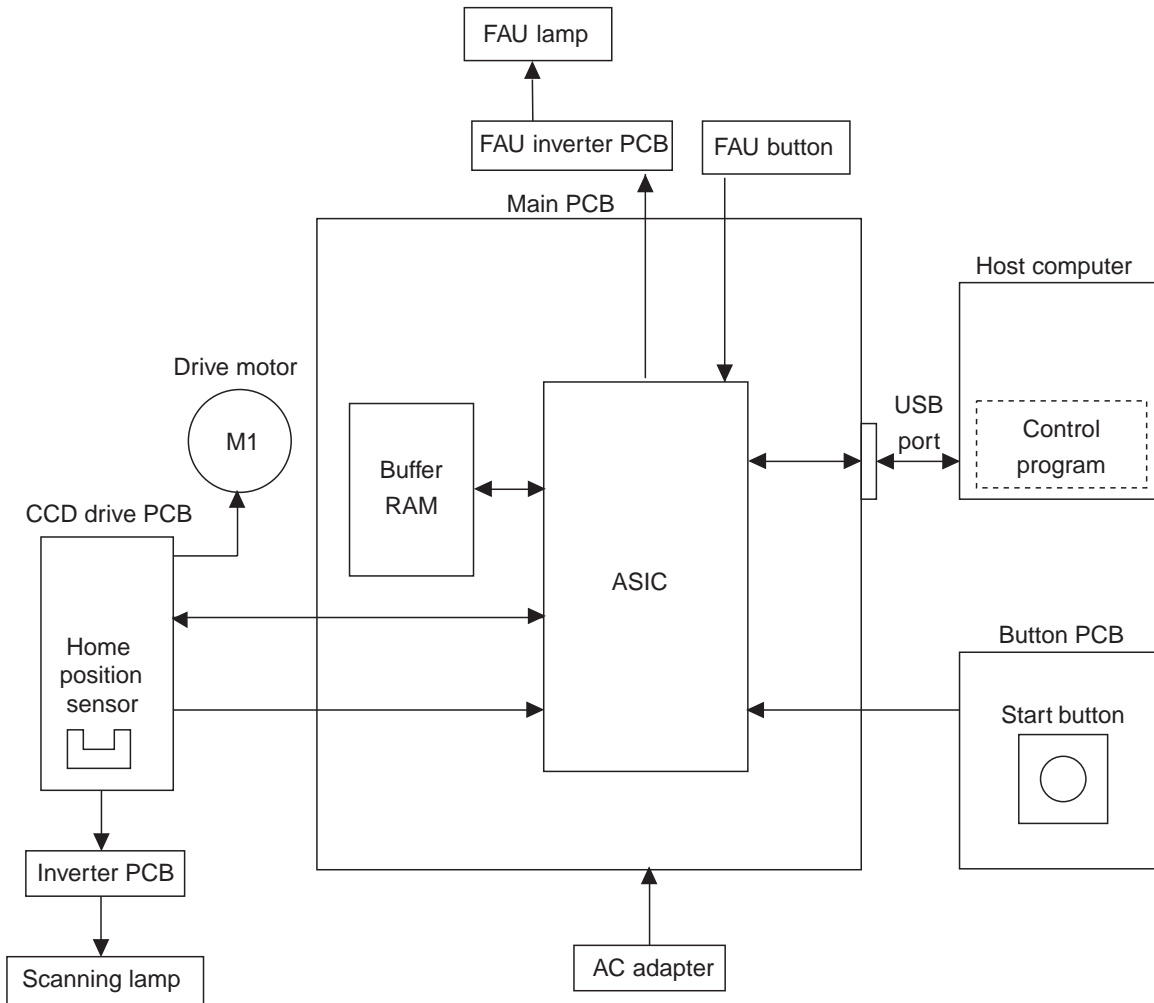 FAU lamp
FAU inverter PCB
FAU button
Main PCB
Host computer
Control
program
USB
port
Drive motor
M1
Buffer
RAM
CCD drive PCB
ASIC
Home
position
sensor
Button PCB
Start button
Inverter PCB
Scanning lamp
AC adapter